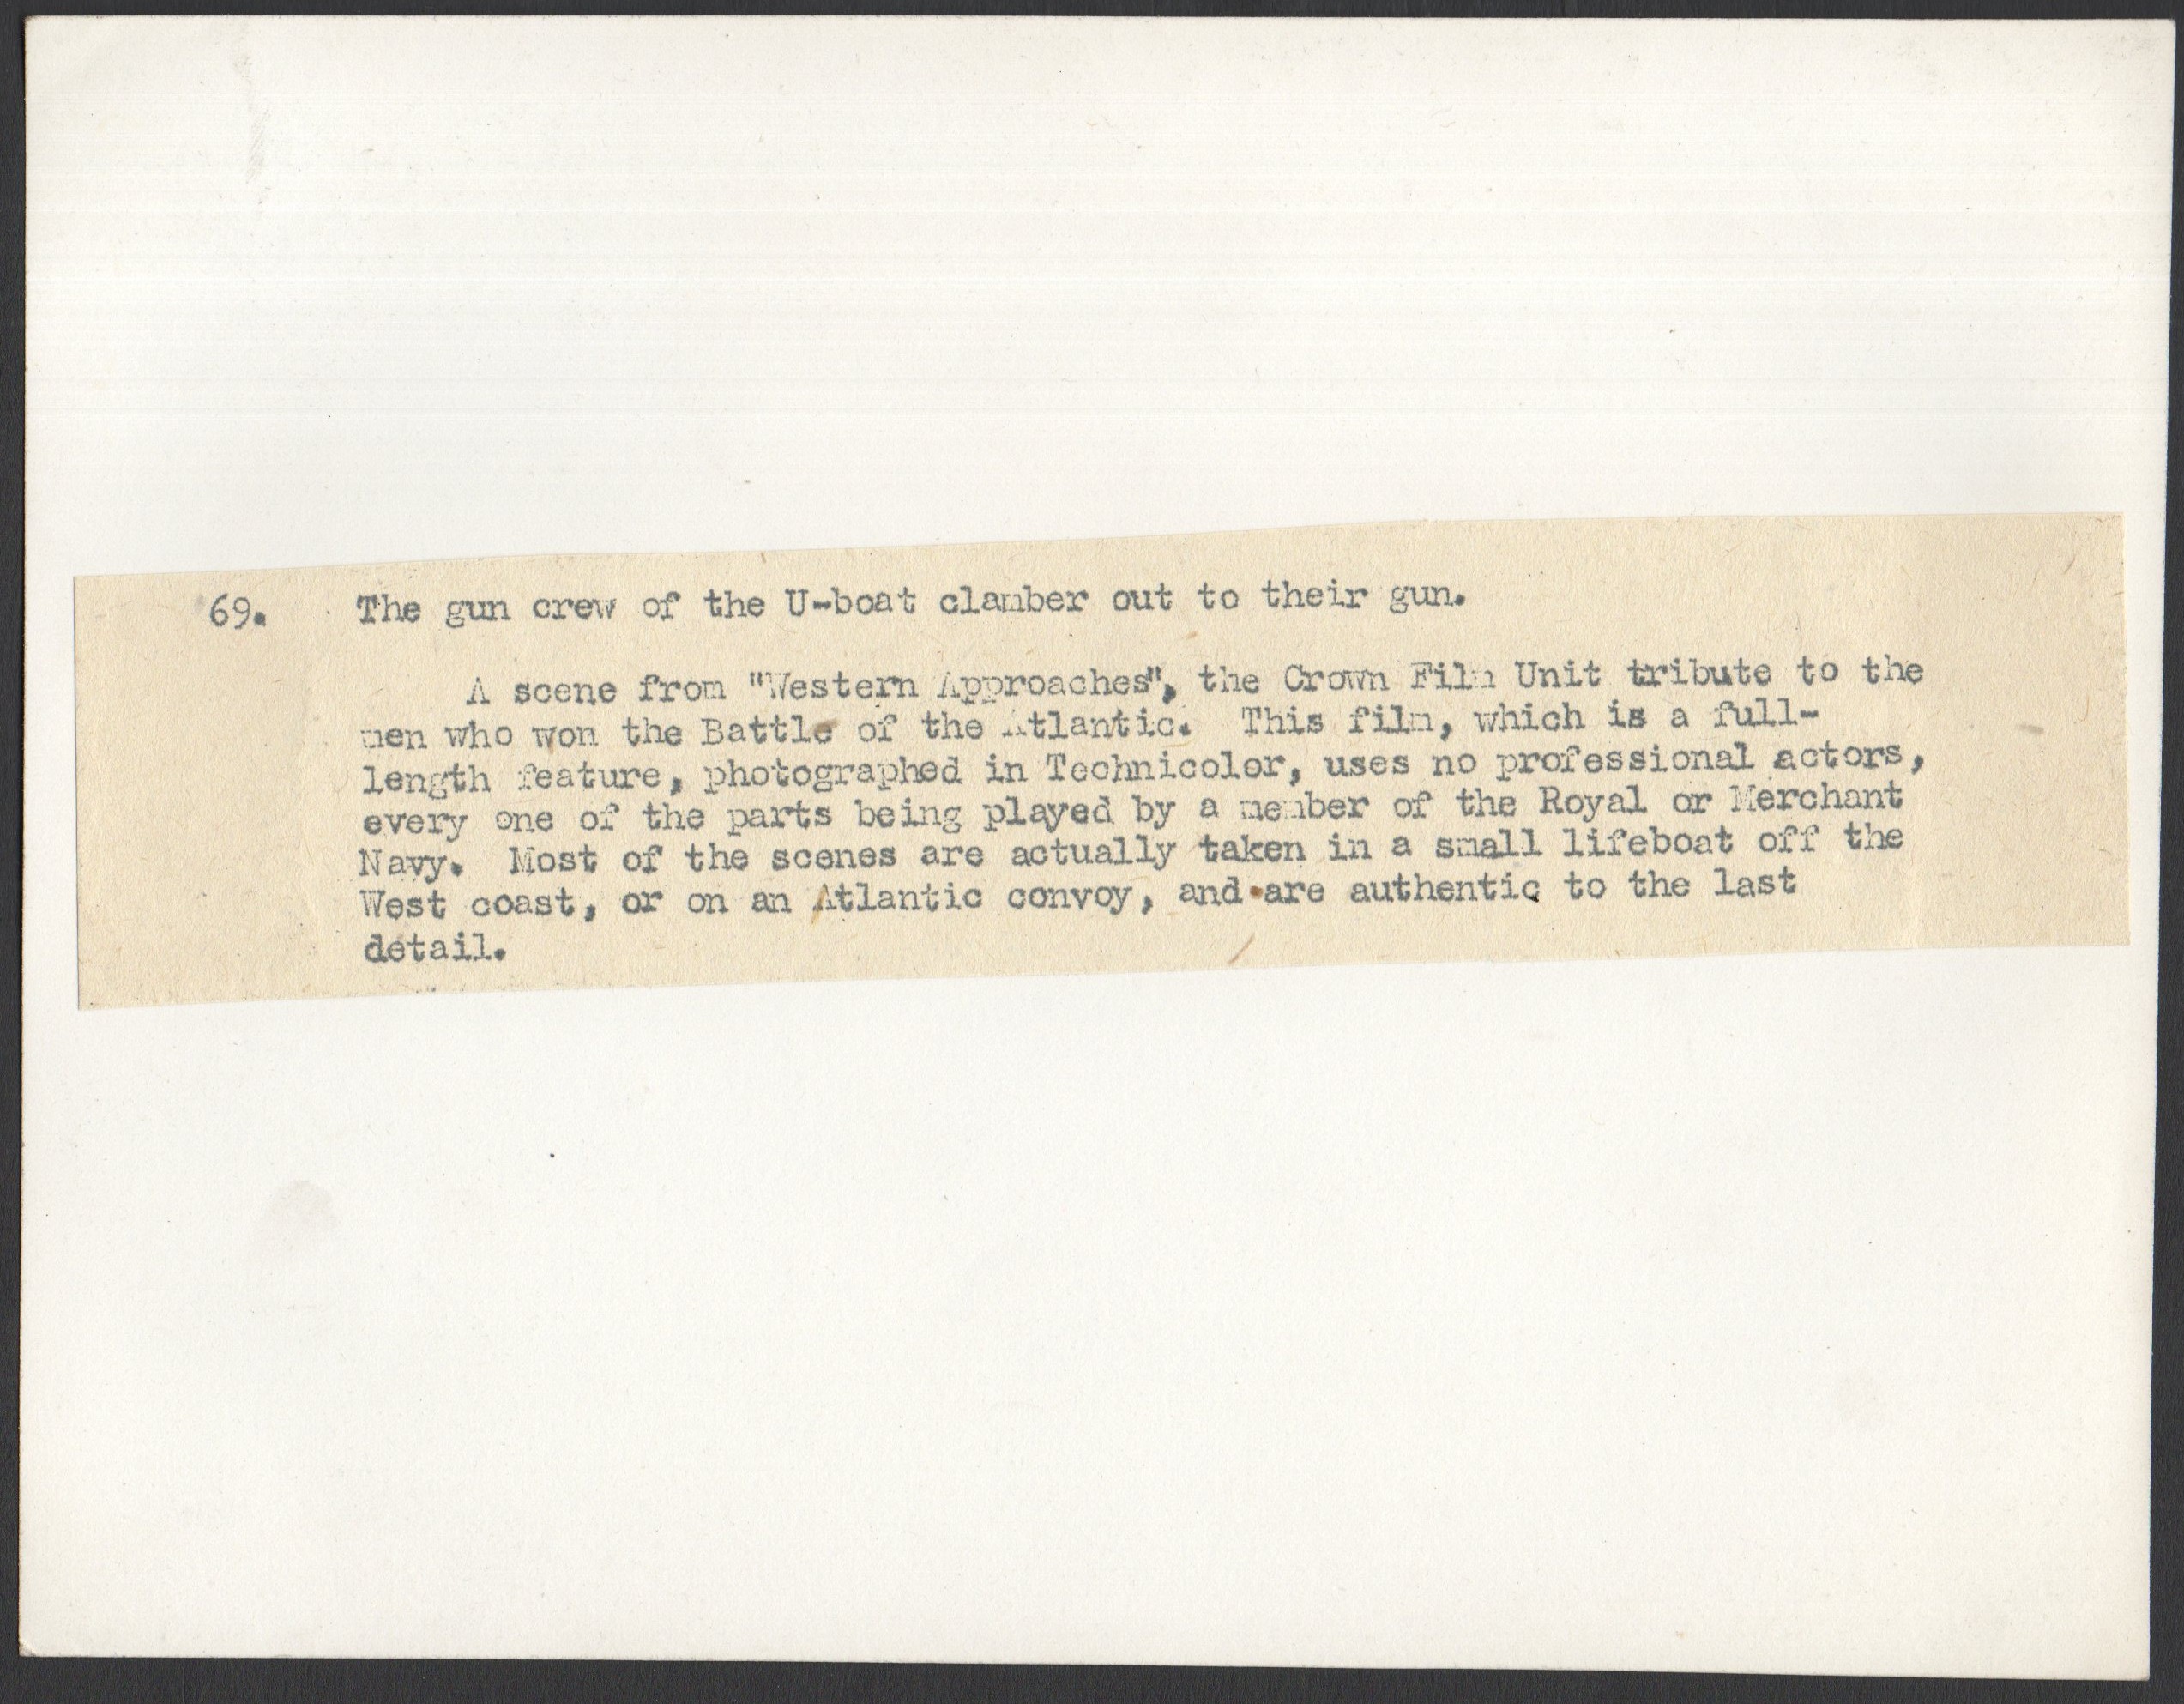 69. The gun crew of the U-boat clamber out to their gun.
A scene from "Western Approaches", the Crown Film Unit tribute to the
men who won the Battle of the Atlantic. This film, which is a full-
length feature, photographed in Technicolor, uses no professional actors,
every one of the parts being played by a member of the Royal or Merchant
Navy. Most of the scenes are actually taken in a small lifeboat off the
West coast, or on an Atlantic convoy, and are authentic to the last
detail.